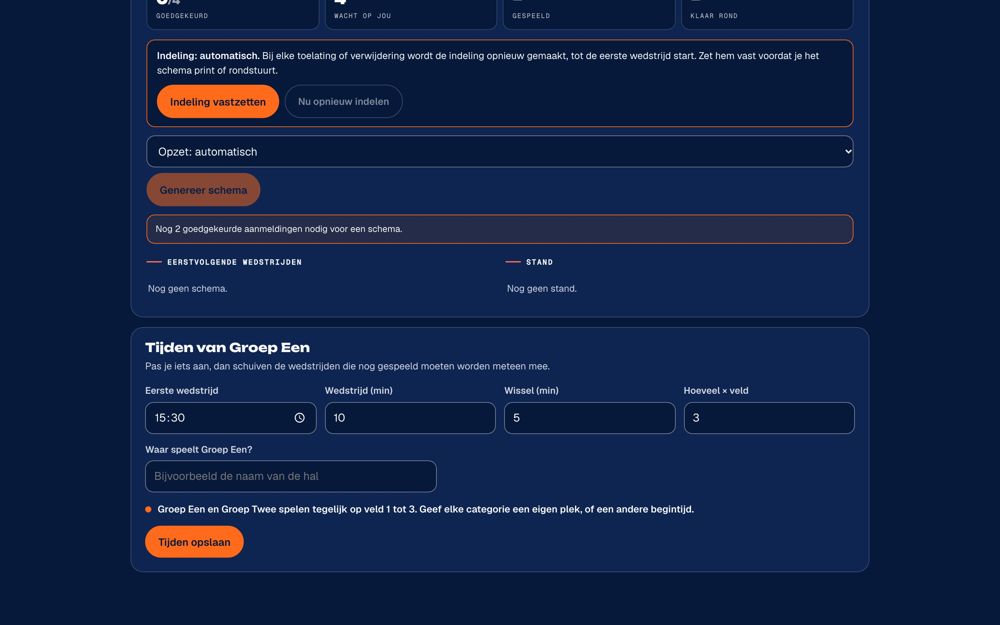 GOEDGEKEURD
WACHT OP JOU
GESPEELD
KLAAR ROND
Indeling: automatisch. Bij elke toelating of verwijdering wordt de indeling opnieuw gemaakt, tot de eerste wedstrijd start. Zet hem vast voordat je het
schema print of rondstuurt.
Indeling vastzetten
Nu opnieuw indelen
Opzet: automatisch
Genereer schema
Nog 2 goedgekeurde aanmeldingen nodig voor een schema.
EERSTVOLGENDE WEDSTRIJDEN
STAND
Nog geen schema.
Nog geen stand.
Tijden van Groep Een
Pas je iets aan, dan schuiven de wedstrijden die nog gespeeld moeten worden meteen mee.
Eerste wedstrijd
Wedstrijd (min)
Wissel (min)
Hoeveel × veld
15:30
10
5
3
Waar speelt Groep Een?
Bijvoorbeeld de naam van de hal
Groep Een en Groep Twee spelen tegelijk op veld 1 tot 3. Geef elke categorie een eigen plek, of een andere begintijd.
Tijden opslaan